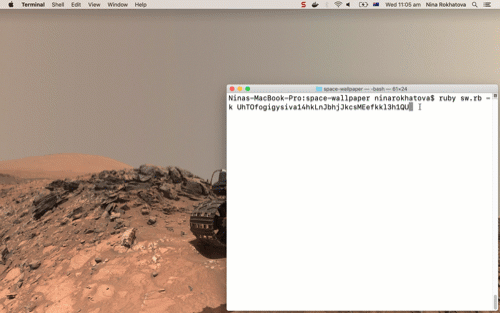 Terminal Shell Edit View Window Help Wed 11:05 am Nina Rokhatova
space-wallpaper — -bash — 61×24
Ninas-MacBook-Pro:space-wallpaper ninarokhatova$ ruby sw.rb -
k UhTOfogigysiva14hkLnJbhjJkcsMEefkkl3h1QU